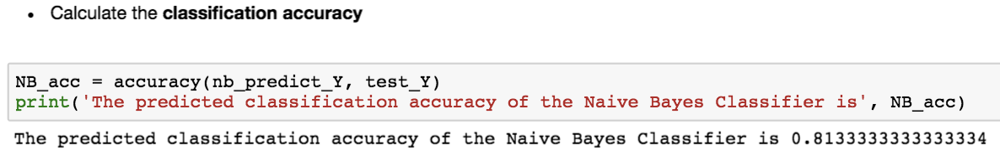 • Calculate the classification accuracy
NB_acc = accuracy(nb_predict_Y, test_Y)
print('The predicted classification accuracy of the Naive Bayes Classifier is', NB_acc)
The predicted classification accuracy of the Naive Bayes Classifier is 0.8133333333333334